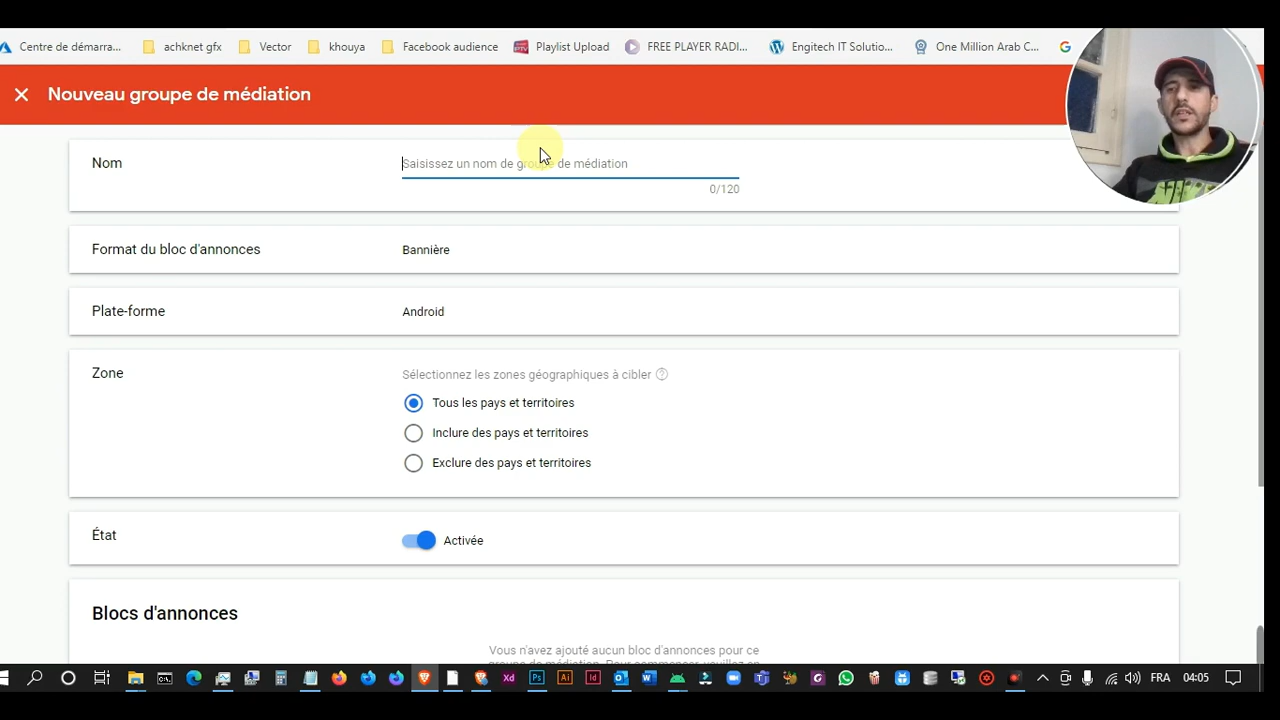 Centre de démarra... achknet gfx Vector khouya Facebook audience Playlist Upload FREE PLAYER RADI... Engitech IT Solutio... One Million Arab C...
Nouveau groupe de médiation
Nom
Saisissez un nom de groupe de médiation
0/120
Format du bloc d'annonces Bannière
Plate-forme Android
Zone
Sélectionnez les zones géographiques à cibler
Tous les pays et territoires
Inclure des pays et territoires
Exclure des pays et territoires
État Activée
Blocs d'annonces
Vous n'avez ajouté aucun bloc d'annonces pour ce
FRA 04:05